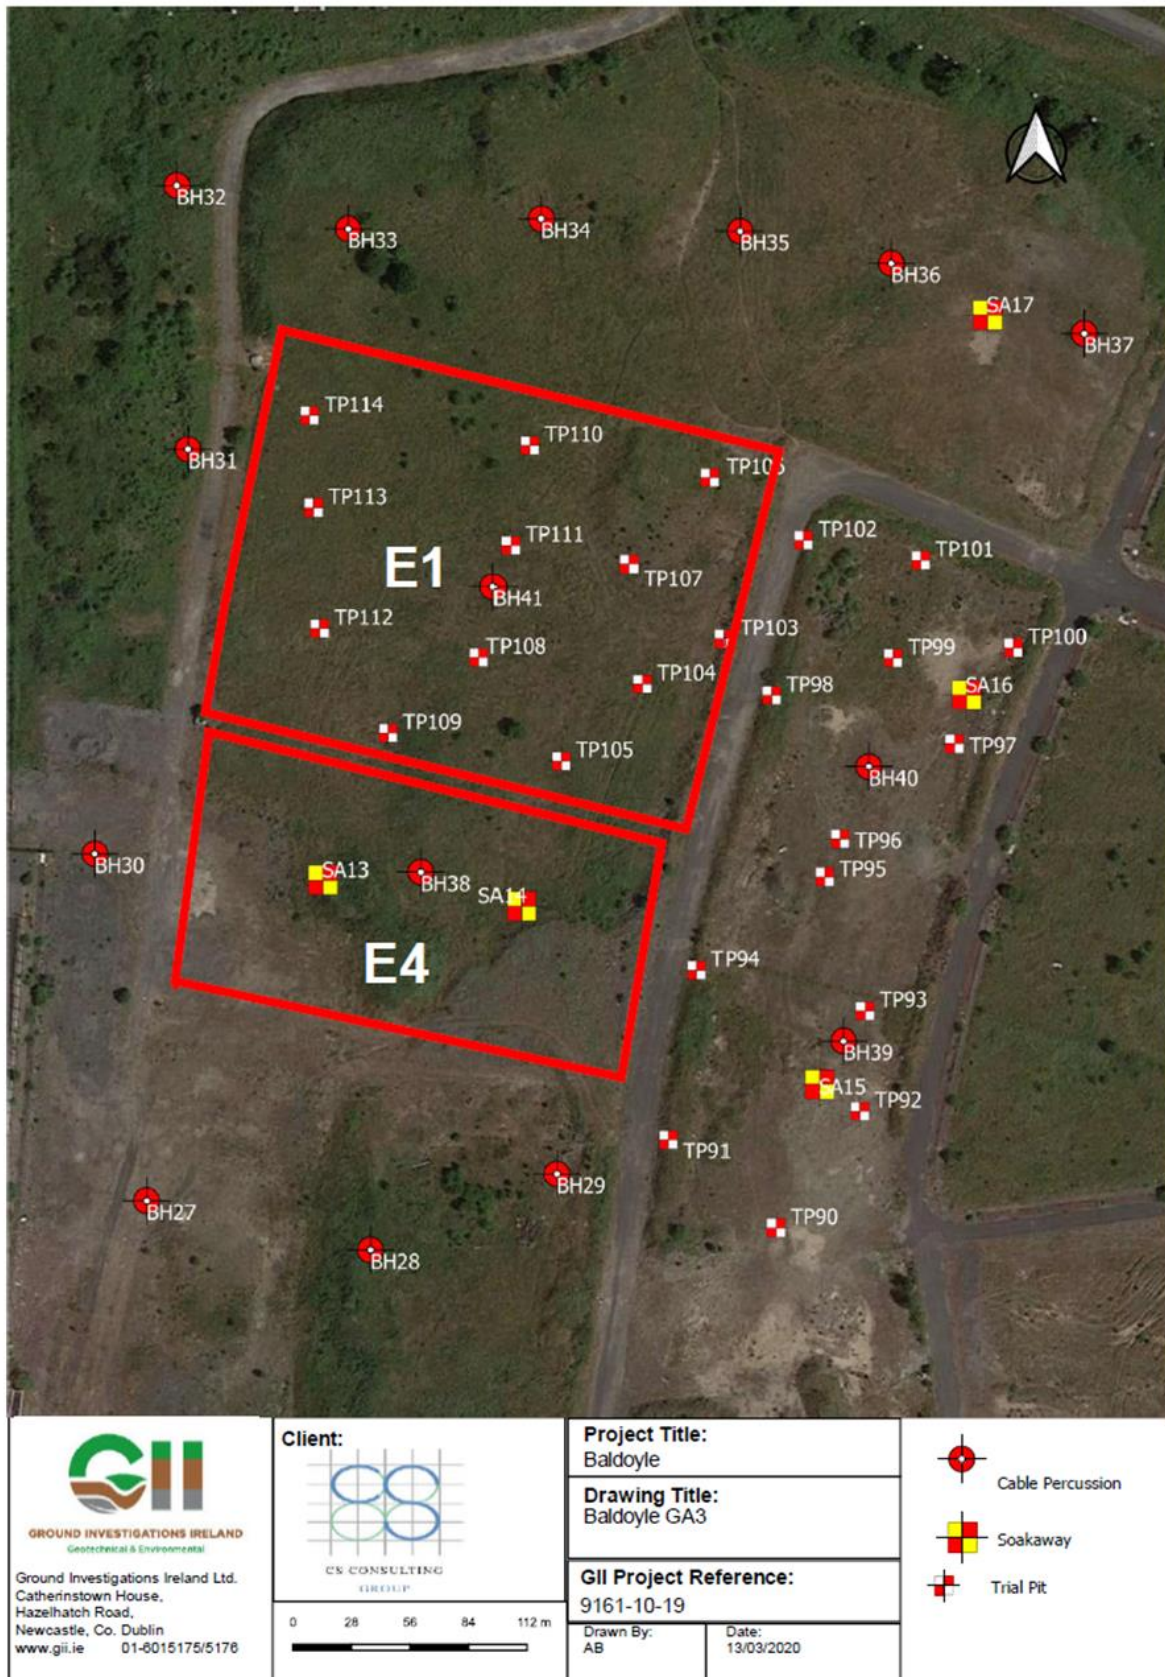 BH32
BH33
BH34
BH35
BH36
SA17
BH37
TP114
TP110
TP106
BH31
TP113
TP111
TP102
TP101
E1
TP107
BH41
TP112
TP103
TP108
TP99
TP100
TP104
TP98
SA16
TP109
TP105
TP97
BH40
TP96
BH30
SA13
BH38
TP95
SA14
E4
TP94
TP93
BH39
SA15
TP92
TP91
BH29
BH27
TP90
BH28
GII
GROUND INVESTIGATIONS IRELAND
Geotechnical & Environmental
Ground Investigations Ireland Ltd.
Catherinstown House,
Hazelhatch Road,
Newcastle, Co. Dublin
www.gii.ie 01-6015175/5176
Client:
CS CONSULTING
GROUP
0 28 56 84 112 m
Project Title:
Baldoyle
Drawing Title:
Baldoyle GA3
GII Project Reference:
9161-10-19
Drawn By:
AB
Date:
13/03/2020
Cable Percussion
Soakaway
Trial Pit